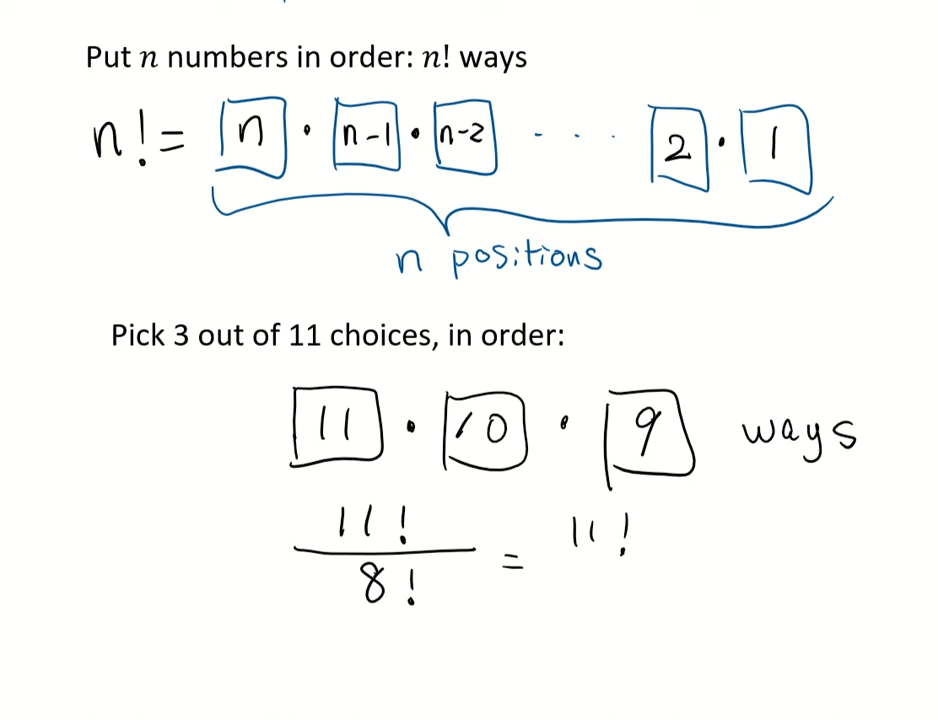 Put n numbers in order: n! ways
n! = n · n-1 · n-2 · · · 2 · 1
n positions
Pick 3 out of 11 choices, in order:
11 · 10 · 9 ways
11! = 11!
8!